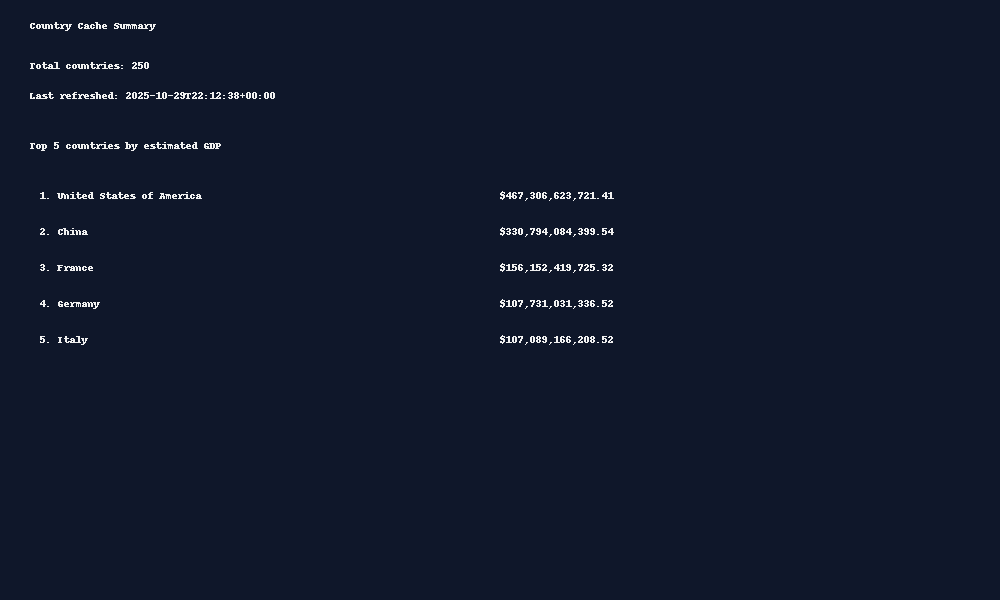 Country Cache Summary
Total countries: 250
Last refreshed: 2025-10-29T22:12:38+00:00
Top 5 countries by estimated GDP
1. United States of America $467,306,623,721.41
2. China $330,794,084,399.54
3. France $156,152,419,725.32
4. Germany $107,731,031,336.52
5. Italy $107,089,166,208.52